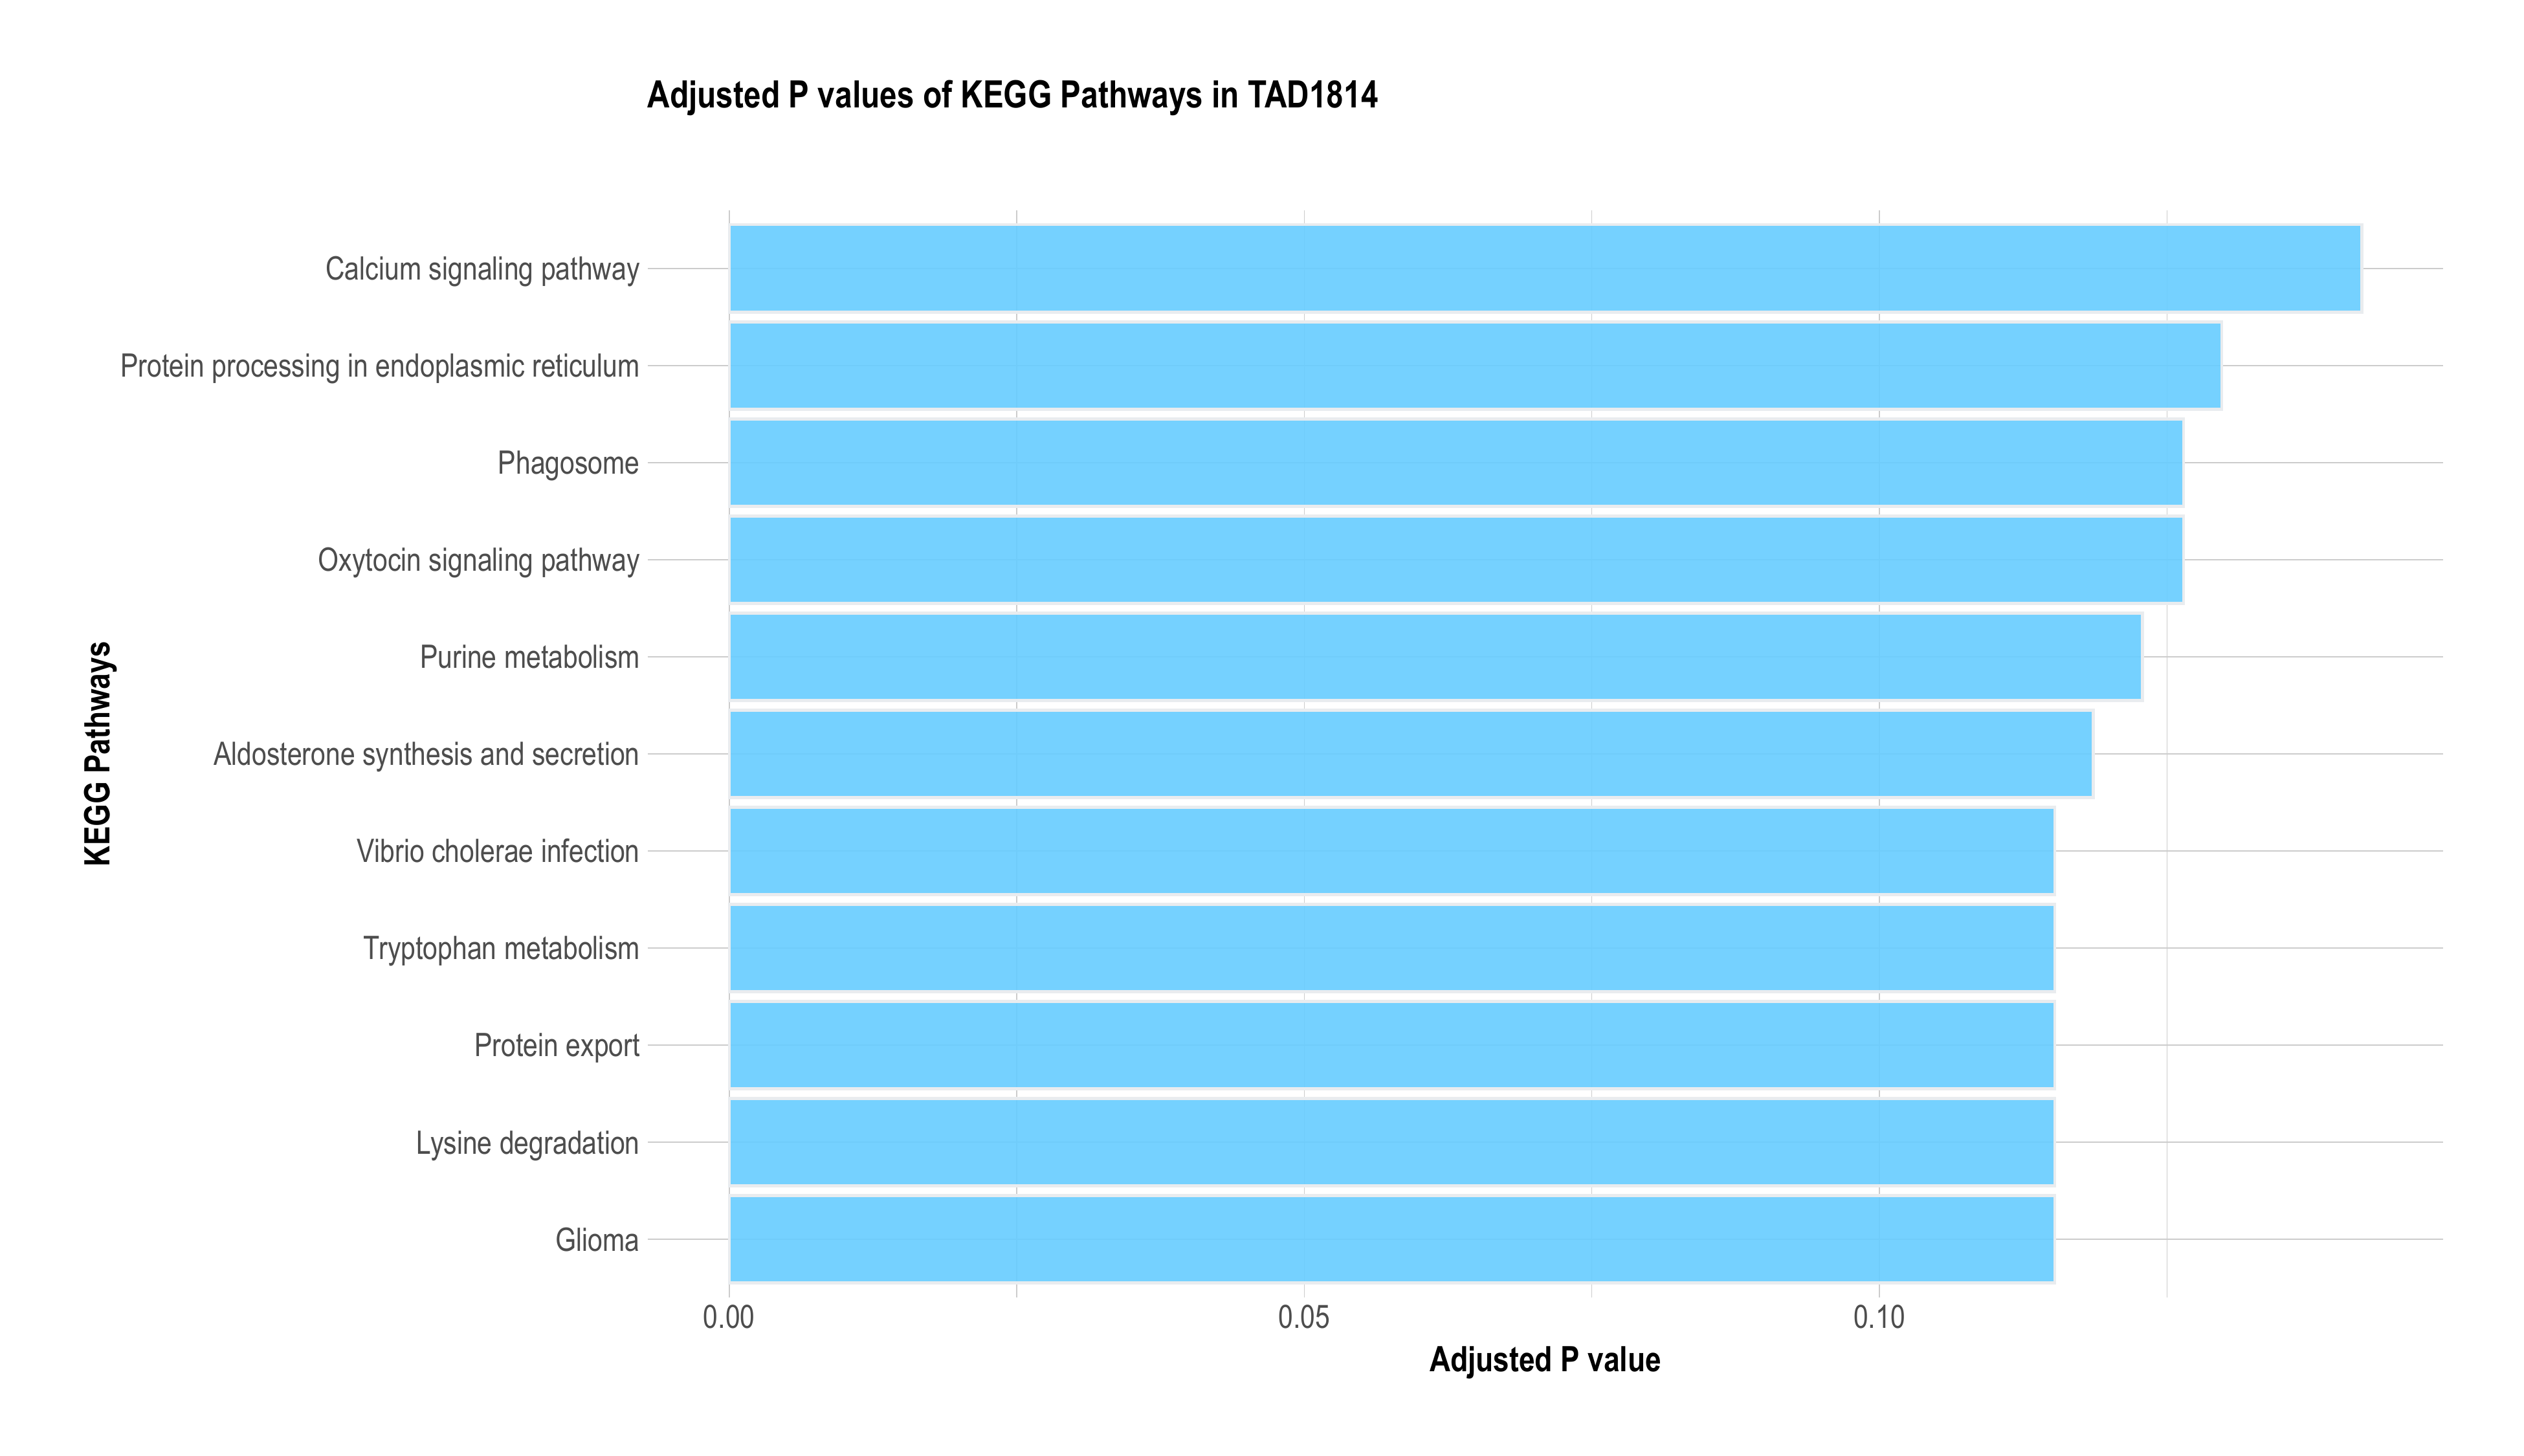 Adjusted P values of KEGG Pathways in TAD1814
KEGG Pathways
Calcium signaling pathway
Protein processing in endoplasmic reticulum
Phagosome
Oxytocin signaling pathway
Purine metabolism
Aldosterone synthesis and secretion
Vibrio cholerae infection
Tryptophan metabolism
Protein export
Lysine degradation
Glioma
0.00 0.05 0.10
Adjusted P value